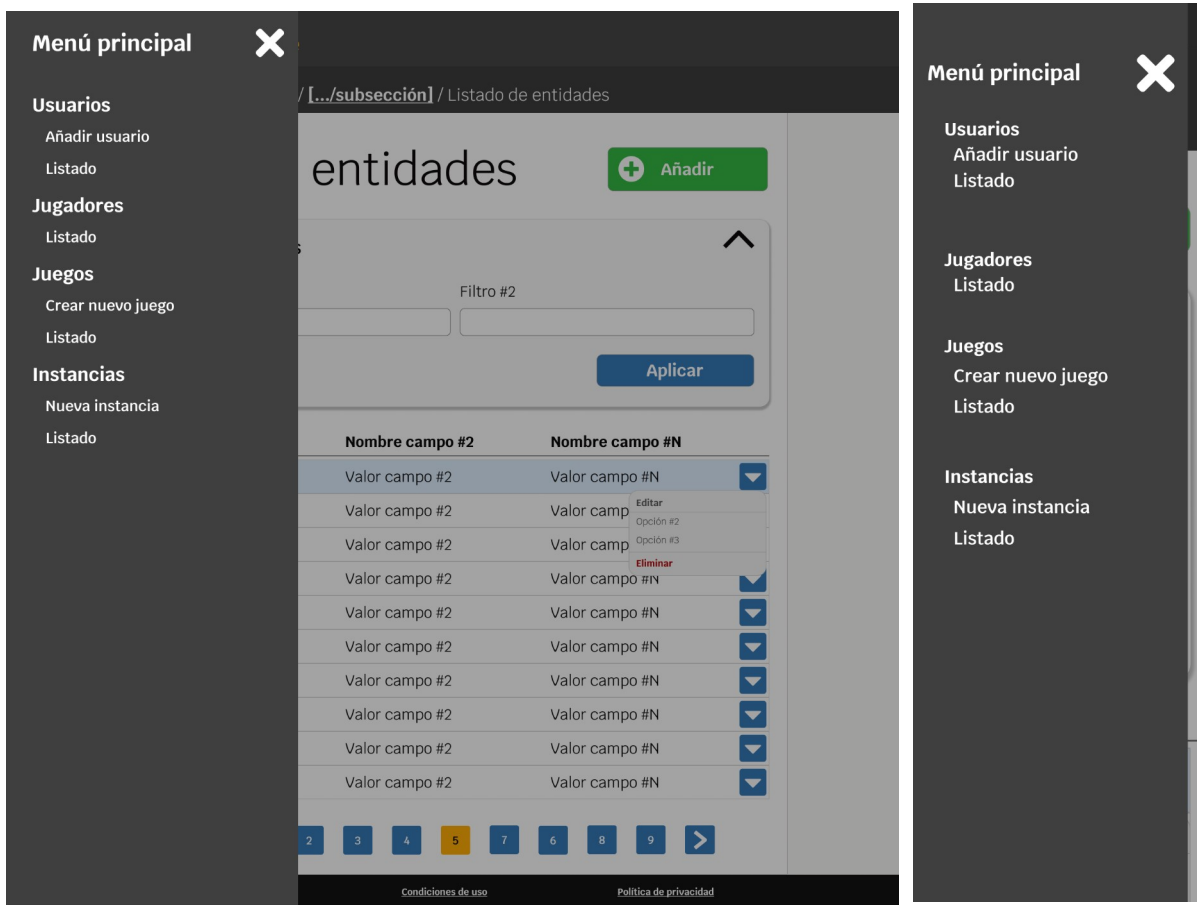 Menú principal
/ [.../subsección] / Listado de entidades
Usuarios
Añadir usuario
Listado
Jugadores
Listado
Juegos
Crear nuevo juego
Listado
Instancias
Nueva instancia
Listado
entidades
Añadir
s
Filtro #2
Aplicar
Nombre campo #2 Nombre campo #N
Valor campo #2 Valor campo #N
Valor campo #2 Valor camp
Valor campo #2 Valor camp
Valor campo #2 Valor campo #N
Valor campo #2 Valor campo #N
Valor campo #2 Valor campo #N
Valor campo #2 Valor campo #N
Valor campo #2 Valor campo #N
Valor campo #2 Valor campo #N
Valor campo #2 Valor campo #N
Editar
Opción #2
Opción #3
Eliminar
2 3 4 5 7 6 8 9
Condiciones de uso Política de privacidad
Menú principal
Usuarios
Añadir usuario
Listado
Jugadores
Listado
Juegos
Crear nuevo juego
Listado
Instancias
Nueva instancia
Listado